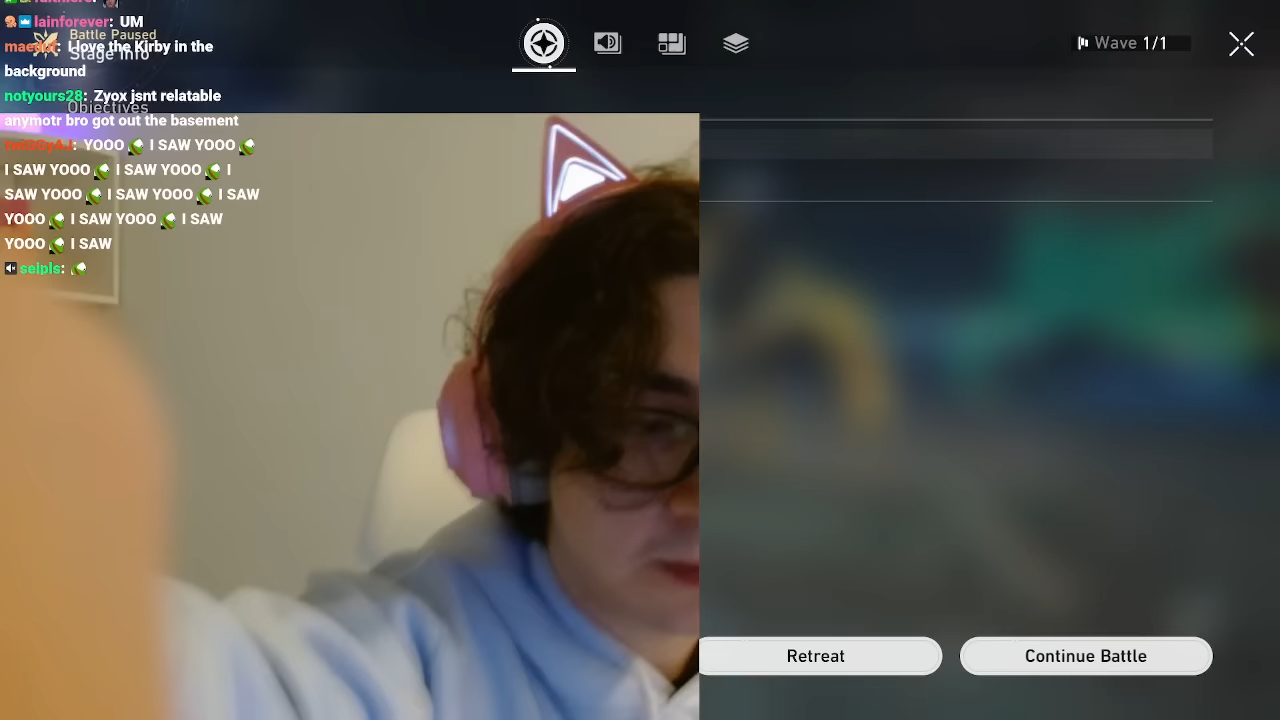 lainforever: UM
Battle Paused
I love the Kirby in the
Stage Info
background
notyours28: Zyox jsnt relatable
Objectives
anymotr bro got out the basement
YOOO I SAW YOOO
I SAW YOOO I SAW YOOO I
SAW YOOO I SAW YOOO I SAW
YOOO I SAW YOOO I SAW
YOOO I SAW
selpls:
Wave 1/1
Retreat
Continue Battle